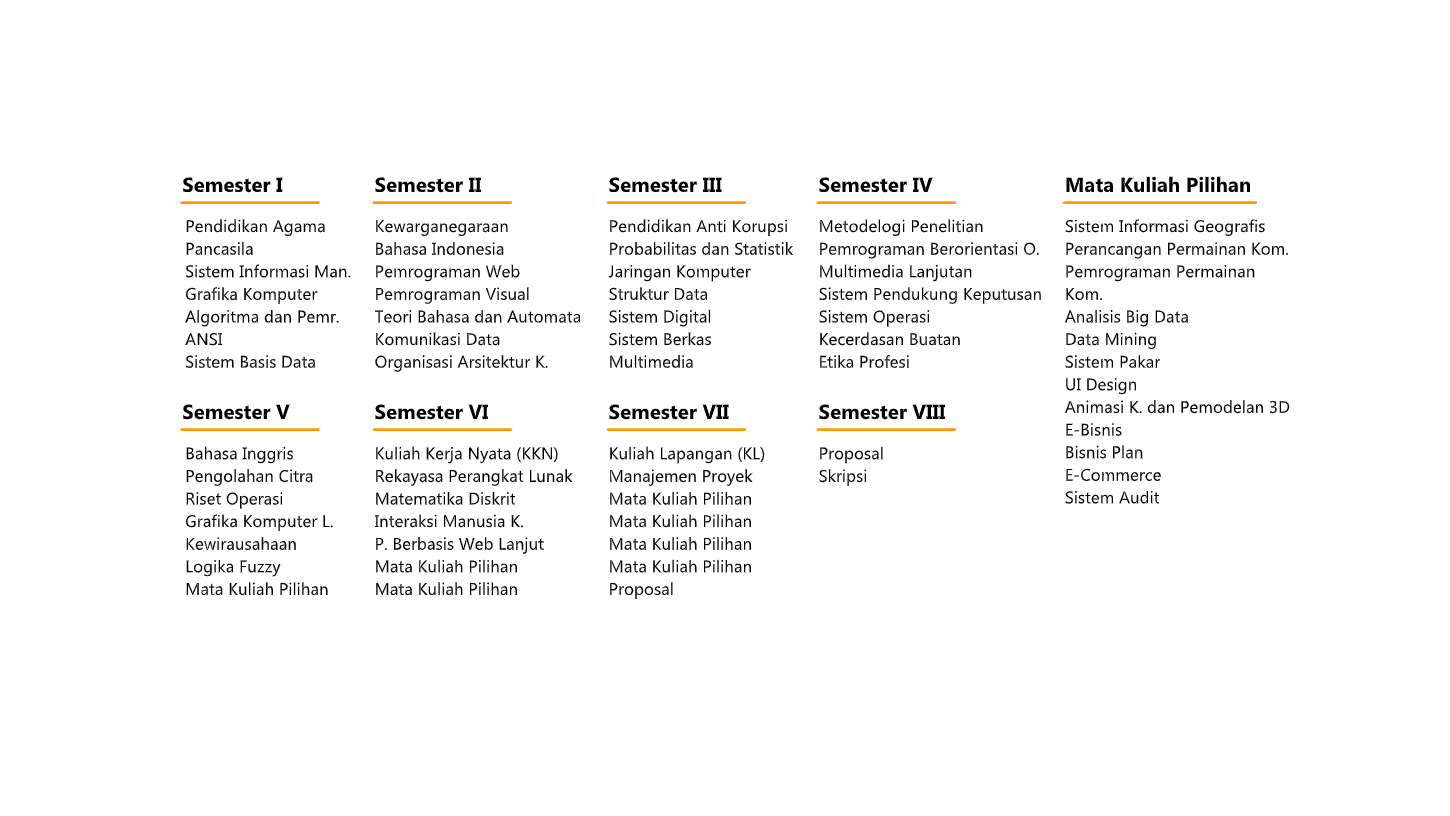 Semester I
Pendidikan Agama
Pancasila
Sistem Informasi Man.
Grafika Komputer
Algoritma dan Pemr.
ANSI
Sistem Basis Data
Semester II
Kewarganegaraan
Bahasa Indonesia
Pemrograman Web
Pemrograman Visual
Teori Bahasa dan Automata
Komunikasi Data
Organisasi Arsitektur K.
Semester III
Pendidikan Anti Korupsi
Probabilitas dan Statistik
Jaringan Komputer
Struktur Data
Sistem Digital
Sistem Berkas
Multimedia
Semester IV
Metodelogi Penelitian
Pemrograman Berorientasi O.
Multimedia Lanjutan
Sistem Pendukung Keputusan
Sistem Operasi
Kecerdasan Buatan
Etika Profesi
Semester V
Bahasa Inggris
Pengolahan Citra
Riset Operasi
Grafika Komputer L.
Kewirausahaan
Logika Fuzzy
Mata Kuliah Pilihan
Semester VI
Kuliah Kerja Nyata (KKN)
Rekayasa Perangkat Lunak
Matematika Diskrit
Interaksi Manusia K.
P. Berbasis Web Lanjut
Mata Kuliah Pilihan
Mata Kuliah Pilihan
Semester VII
Kuliah Lapangan (KL)
Manajemen Proyek
Mata Kuliah Pilihan
Mata Kuliah Pilihan
Mata Kuliah Pilihan
Mata Kuliah Pilihan
Proposal
Semester VIII
Proposal
Skripsi
Mata Kuliah Pilihan
Sistem Informasi Geografis
Perancangan Permainan Kom.
Pemrograman Permainan
Kom.
Analisis Big Data
Data Mining
Sistem Pakar
UI Design
Animasi K. dan Pemodelan 3D
E-Bisnis
Bisnis Plan
E-Commerce
Sistem Audit